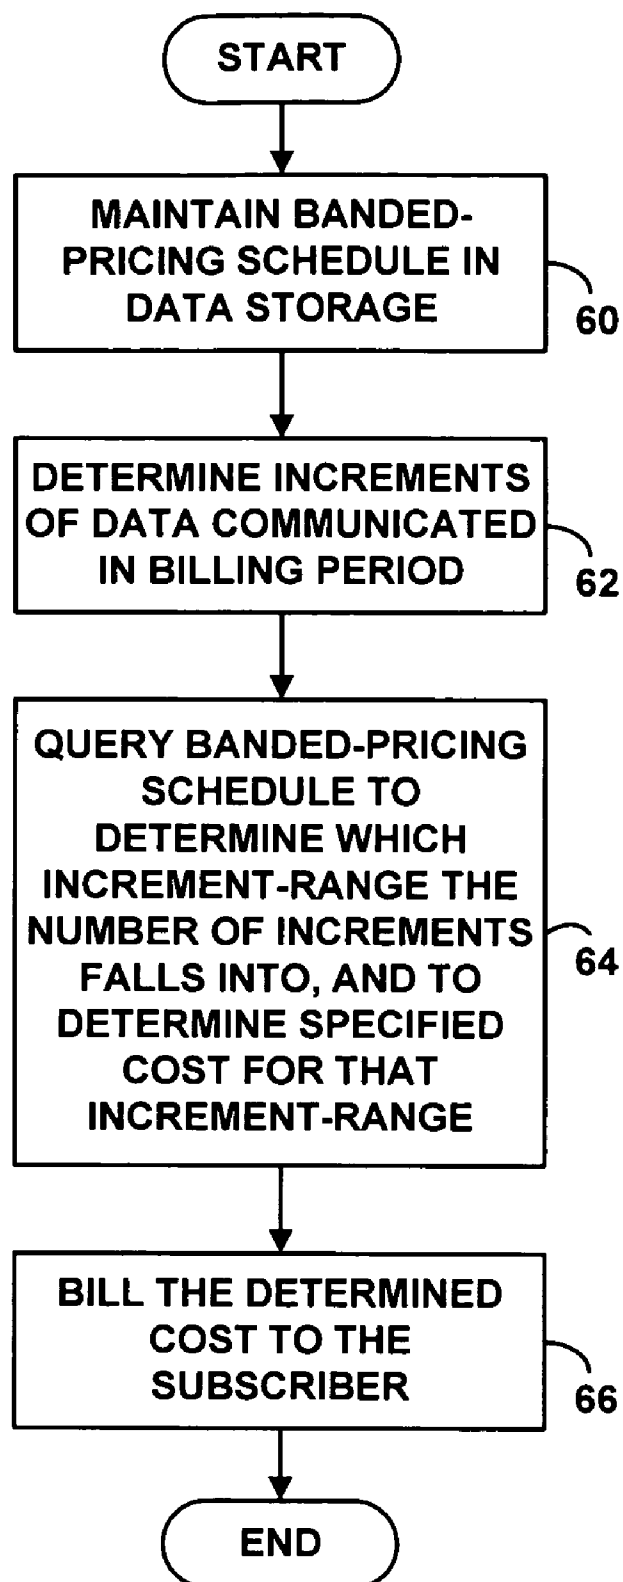 START
MAINTAIN BANDED-
PRICING SCHEDULE IN
DATA STORAGE
60
DETERMINE INCREMENTS
OF DATA COMMUNICATED
IN BILLING PERIOD
62
QUERY BANDED-PRICING
SCHEDULE TO
DETERMINE WHICH
INCREMENT-RANGE THE
NUMBER OF INCREMENTS
FALLS INTO, AND TO
DETERMINE SPECIFIED
COST FOR THAT
INCREMENT-RANGE
64
BILL THE DETERMINED
COST TO THE
SUBSCRIBER
66
END